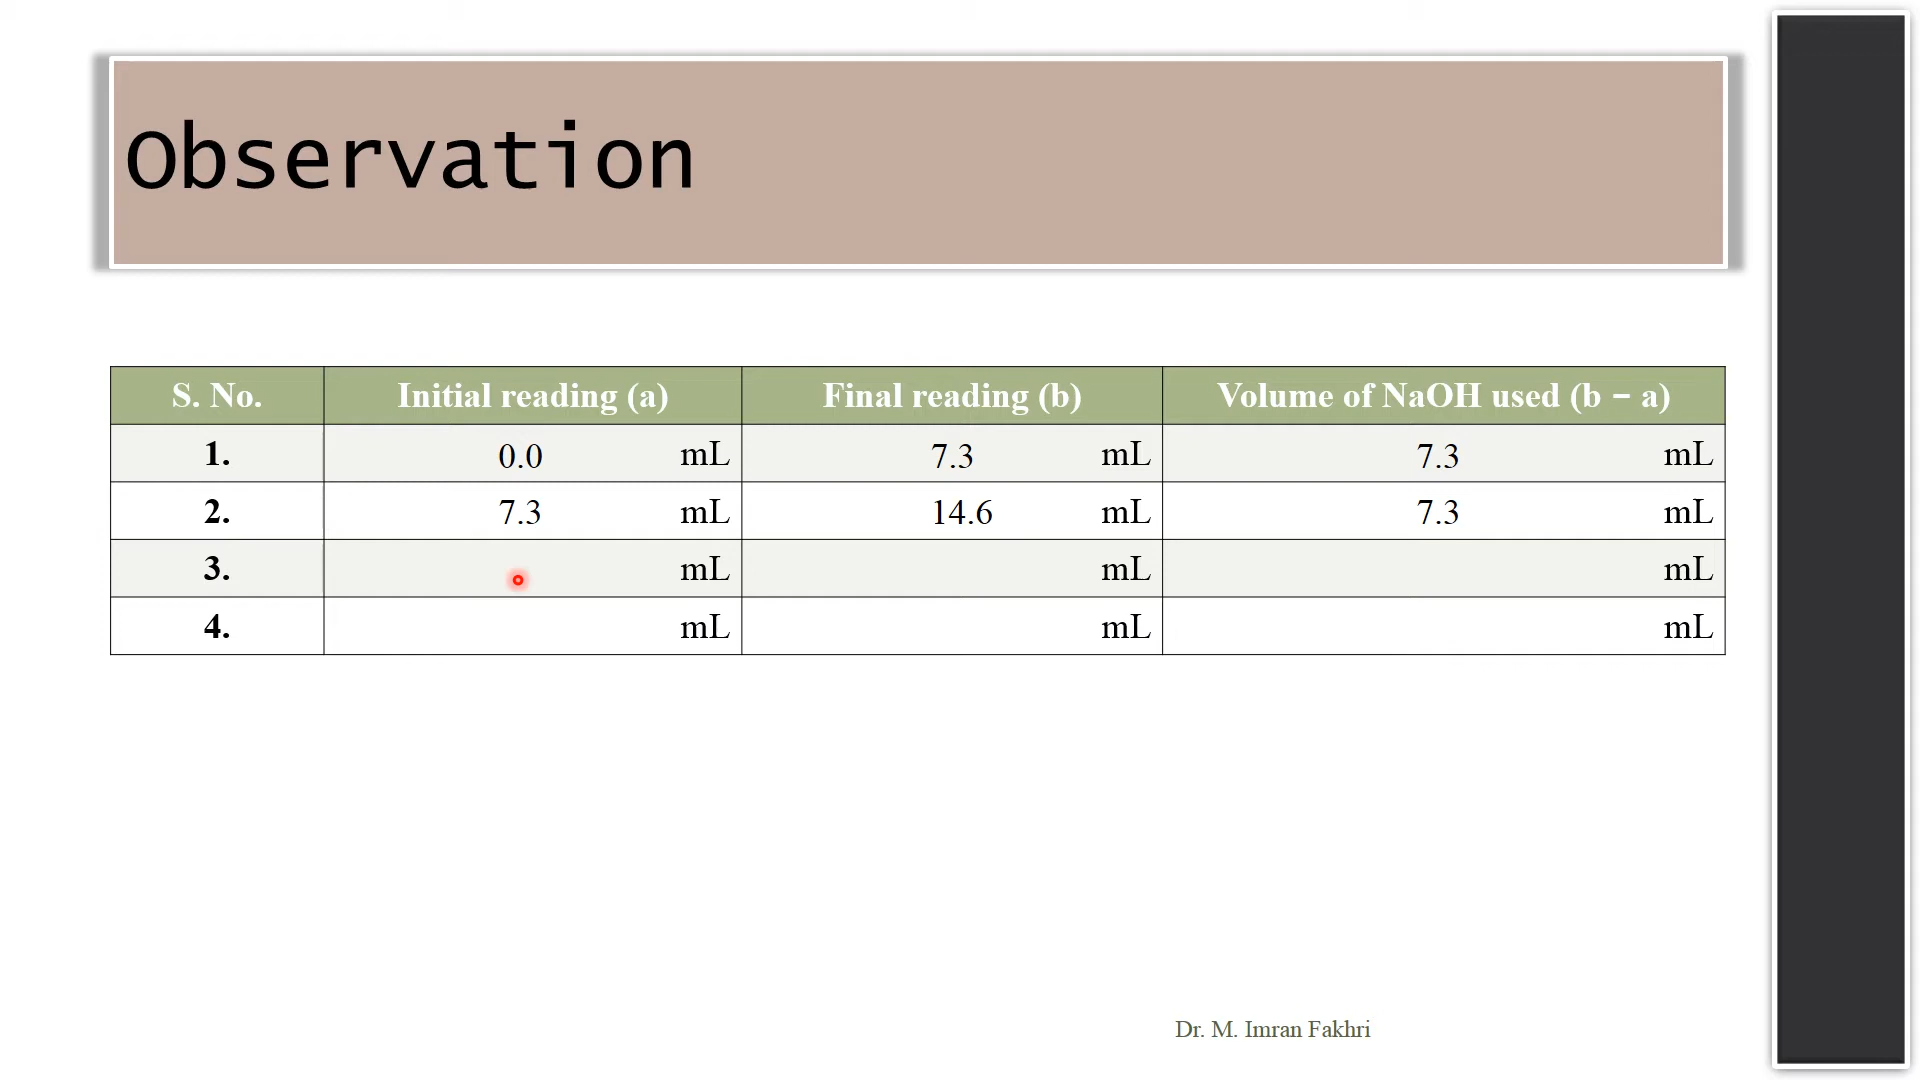 Observation
S. No. Initial reading (a) Final reading (b) Volume of NaOH used (b − a)
1. 0.0 mL 7.3 mL 7.3 mL
2. 7.3 mL 14.6 mL 7.3 mL
3. mL mL mL
4. mL mL mL
Dr. M. Imran Fakhri